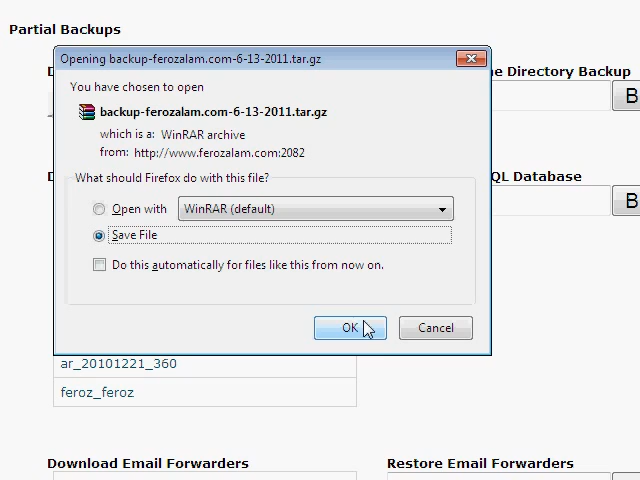 Partial Backups
Opening backup-ferozalam.com-6-13-2011.tar.gz
D
e Directory Backup
You have chosen to open
B
backup-ferozalam.com-6-13-2011.tar.gz
which is a: WinRAR archive
from: http://www.ferozalam.com:2082
What should Firefox do with this file?
D
QL Database
Open with
WinRAR (default)
B
Save File
Do this automatically for files like this from now on.
OK
Cancel
ar_20101221_360
feroz_feroz
Download Email Forwarders
Restore Email Forwarders